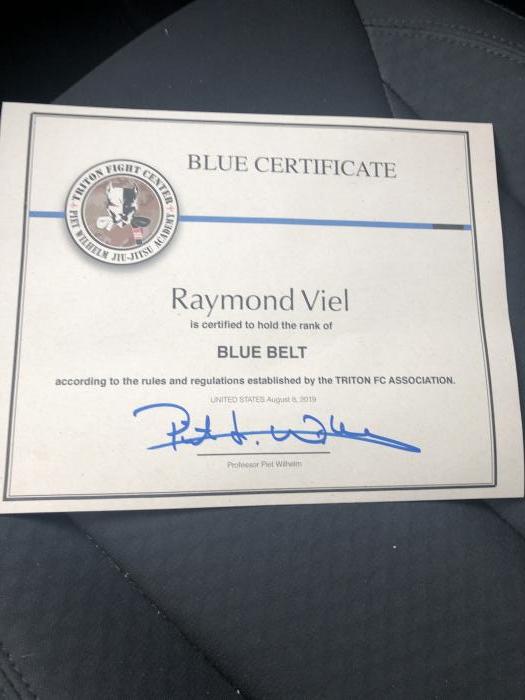 BLUE CERTIFICATE
TRITON FIGHT CENTER
PIET WILHELM JIU-JITSU ACADEMY
Raymond Viel
is certified to hold the rank of
BLUE BELT
according to the rules and regulations established by the TRITON FC ASSOCIATION.
UNITED STATES August 8, 2019
Professor Piet Wilhelm